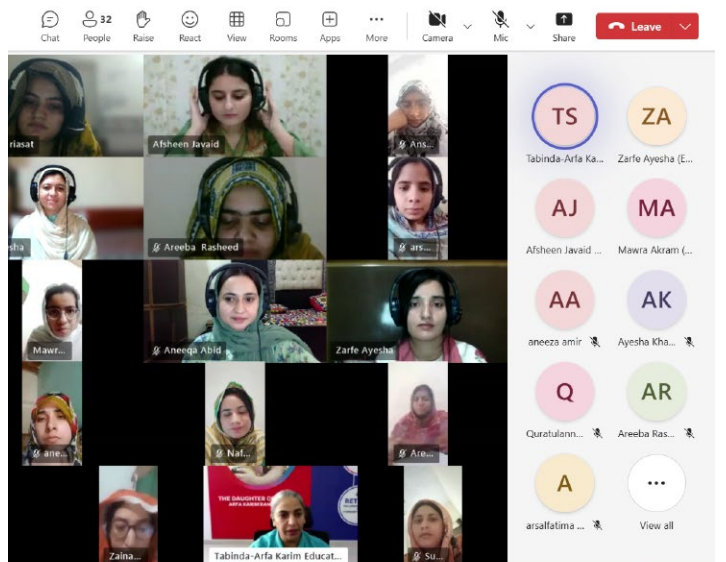 32
Chat People Raise React View Rooms Apps More Camera Mic Share Leave
riasat
Afsheen Javaid
Ans...
sha
Areeba Rasheed
ars...
Mawr...
Aneeqa Abid
Zarfe Ayesha
ane...
Naf...
Are...
THE DAUGHTER OF
Zaina...
Tabinda-Arfa Karim Educat...
Su...
TS
ZA
Tabinda-Arfa Ka...
Zarfe Ayesha (E...
AJ
MA
Afsheen Javaid ...
Mawra Akram (...
AA
AK
aneeza amir
Ayesha Kha...
Q
AR
Quratulann...
Areeba Ras...
A
...
arsalfatima ...
View all